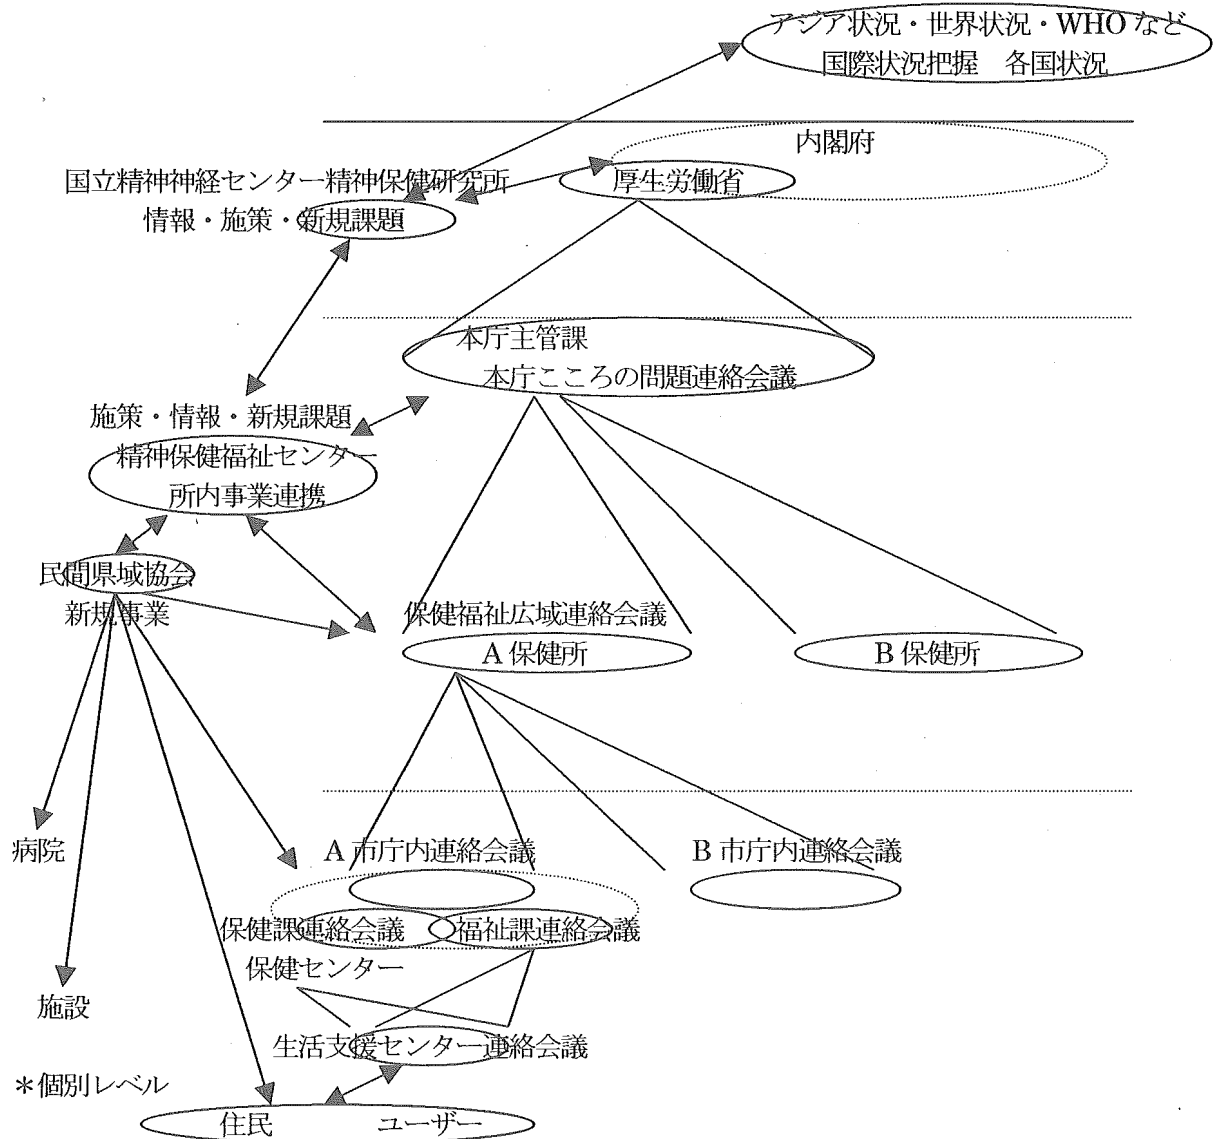 アジア状況・世界状況・WHO など
国際状況把握　各国状況
内閣府
国立精神神経センター精神保健研究所
厚生労働省
情報・施策・新規課題
本庁主管課
本庁こころの問題連絡会議
施策・情報・新規課題
精神保健福祉センター
所内事業連携
民間県域協会
新規事業
保健福祉広域連絡会議
A 保健所
B 保健所
病院
A 市庁内連絡会議
B 市庁内連絡会議
保健課連絡会議
福祉課連絡会議
保健センター
施設
生活支援センター連絡会議
＊個別レベル
住民　ユーザー